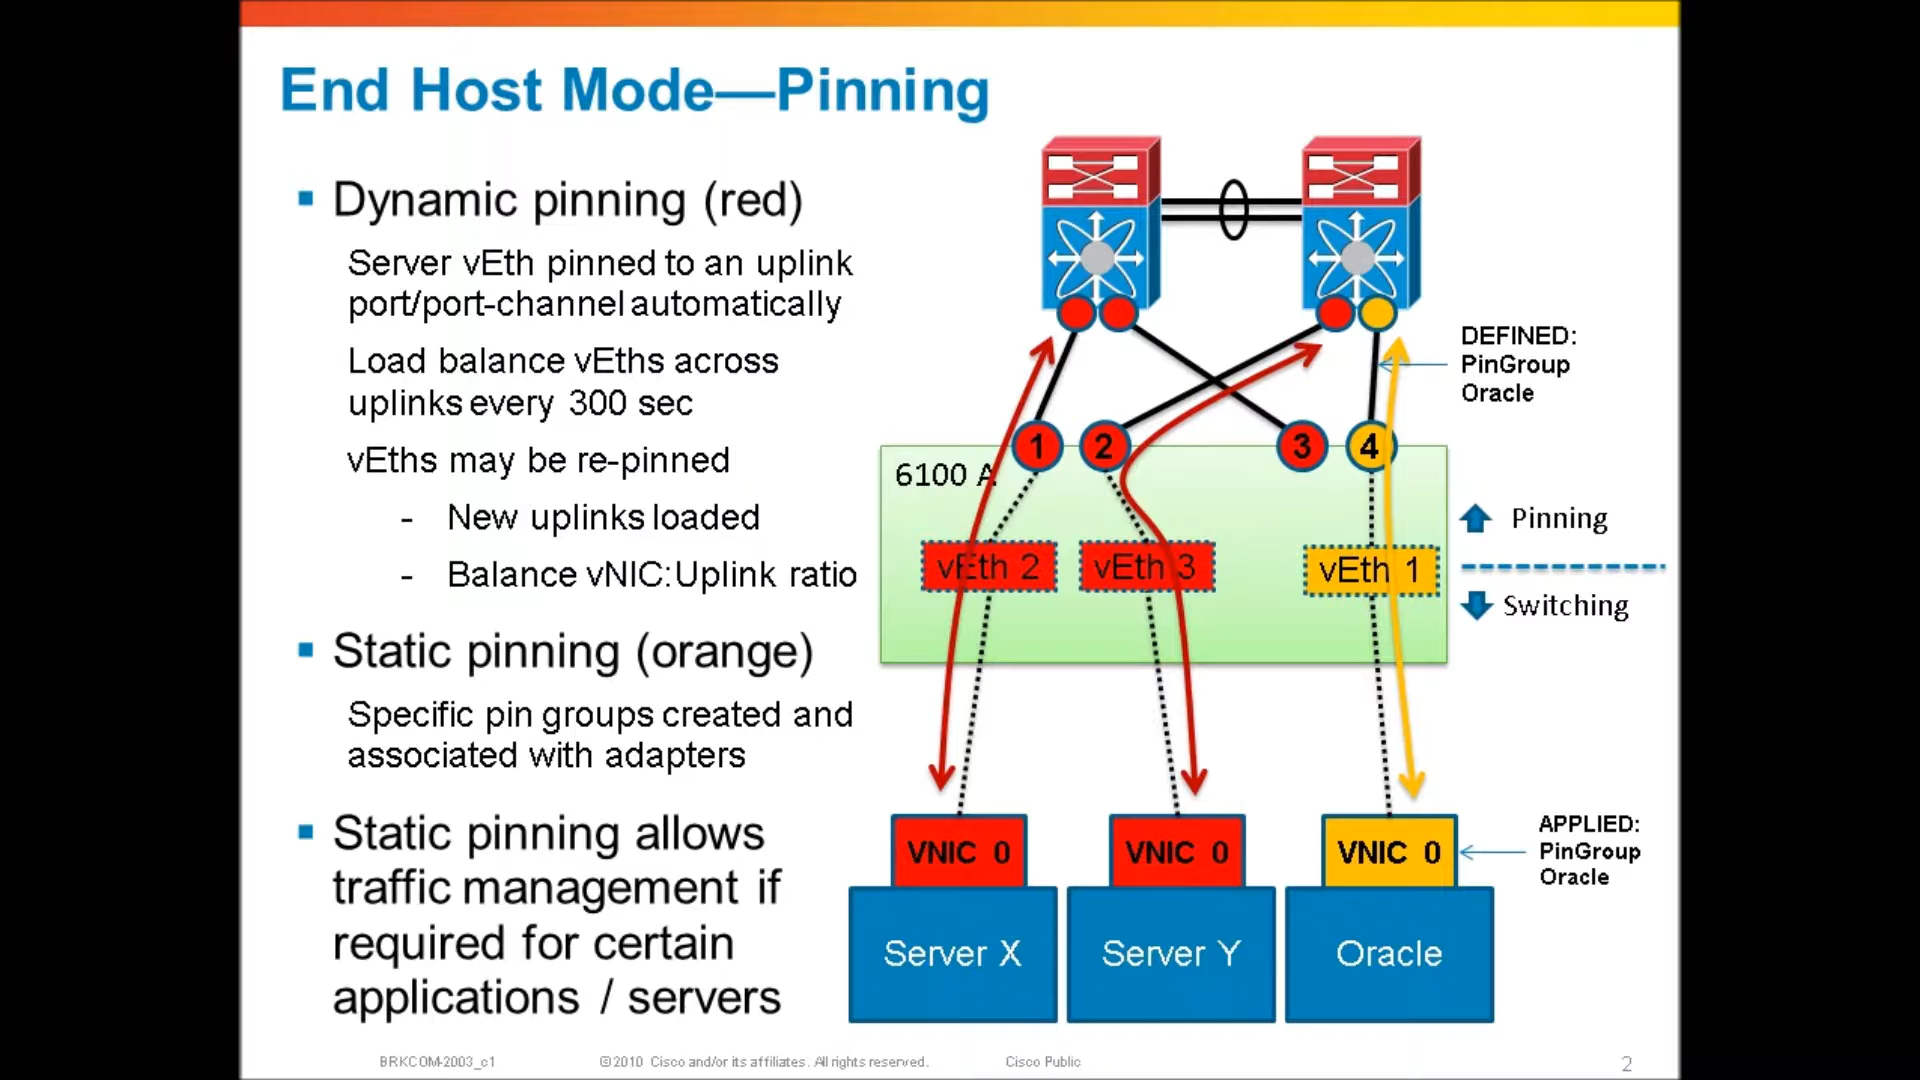 End Host Mode—Pinning
Dynamic pinning (red)
Server vEth pinned to an uplink
port/port-channel automatically
Load balance vEths across
uplinks every 300 sec
vEths may be re-pinned
- New uplinks loaded
- Balance vNIC:Uplink ratio
Static pinning (orange)
Specific pin groups created and
associated with adapters
Static pinning allows
traffic management if
required for certain
applications / servers
DEFINED:
PinGroup
Oracle
1
2
3
4
6100 A
Pinning
vEth 2
vEth 3
vEth 1
Switching
VNIC 0
VNIC 0
VNIC 0
APPLIED:
PinGroup
Oracle
Server X
Server Y
Oracle
BRKCOM-2003_c1
©2010 Cisco and/or its affiliates. All rights reserved.
Cisco Public
2